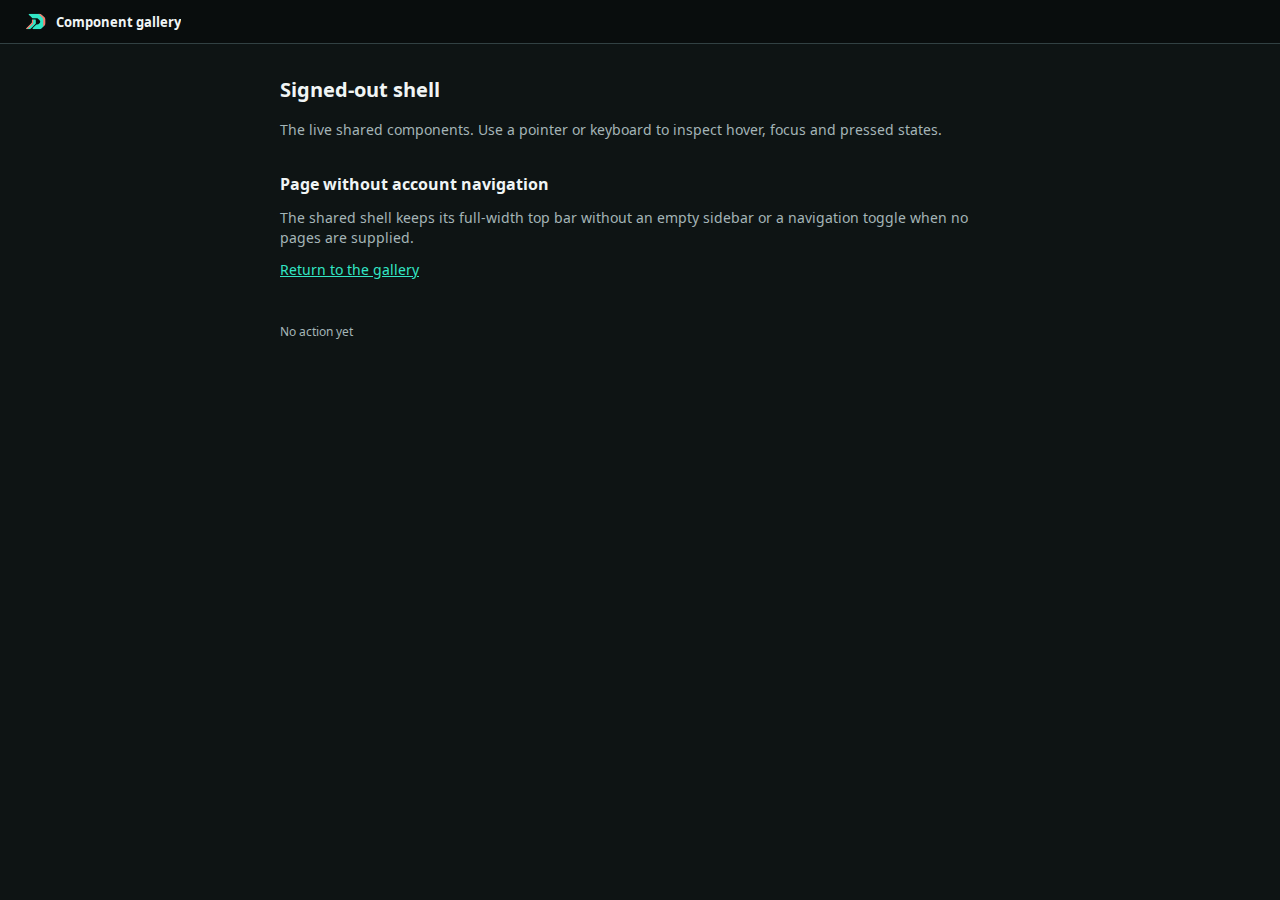 Component gallery
Signed-out shell
The live shared components. Use a pointer or keyboard to inspect hover, focus and pressed states.
Page without account navigation
The shared shell keeps its full-width top bar without an empty sidebar or a navigation toggle when no
pages are supplied.
Return to the gallery
No action yet